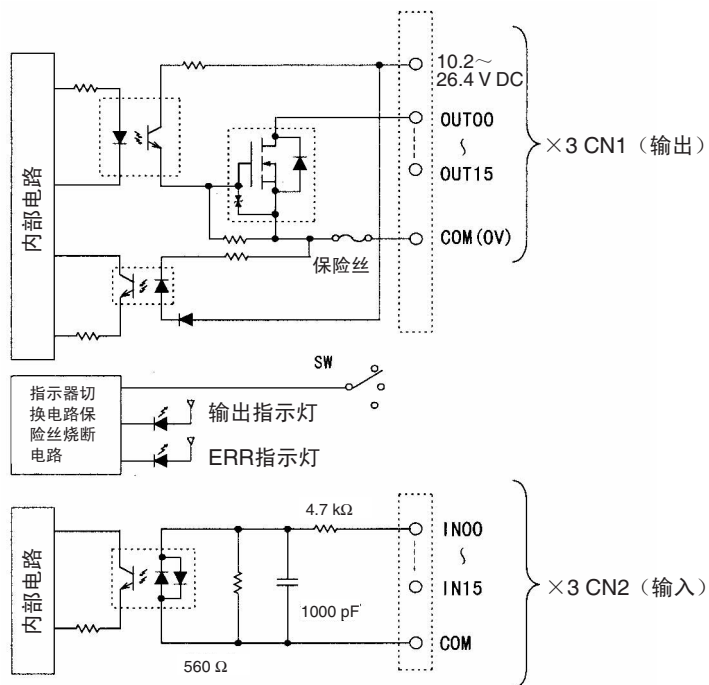 内部电路
10.2～
26.4 V DC
OUT00
～
OUT15
COM(0V)
×3 CN1（输出）
保险丝
SW
指示器切
换电路保
险丝烧断
电路
输出指示灯
ERR指示灯
内部电路
4.7 kΩ
1000 pF
560 Ω
IN00
～
IN15
COM
×3 CN2（输入）